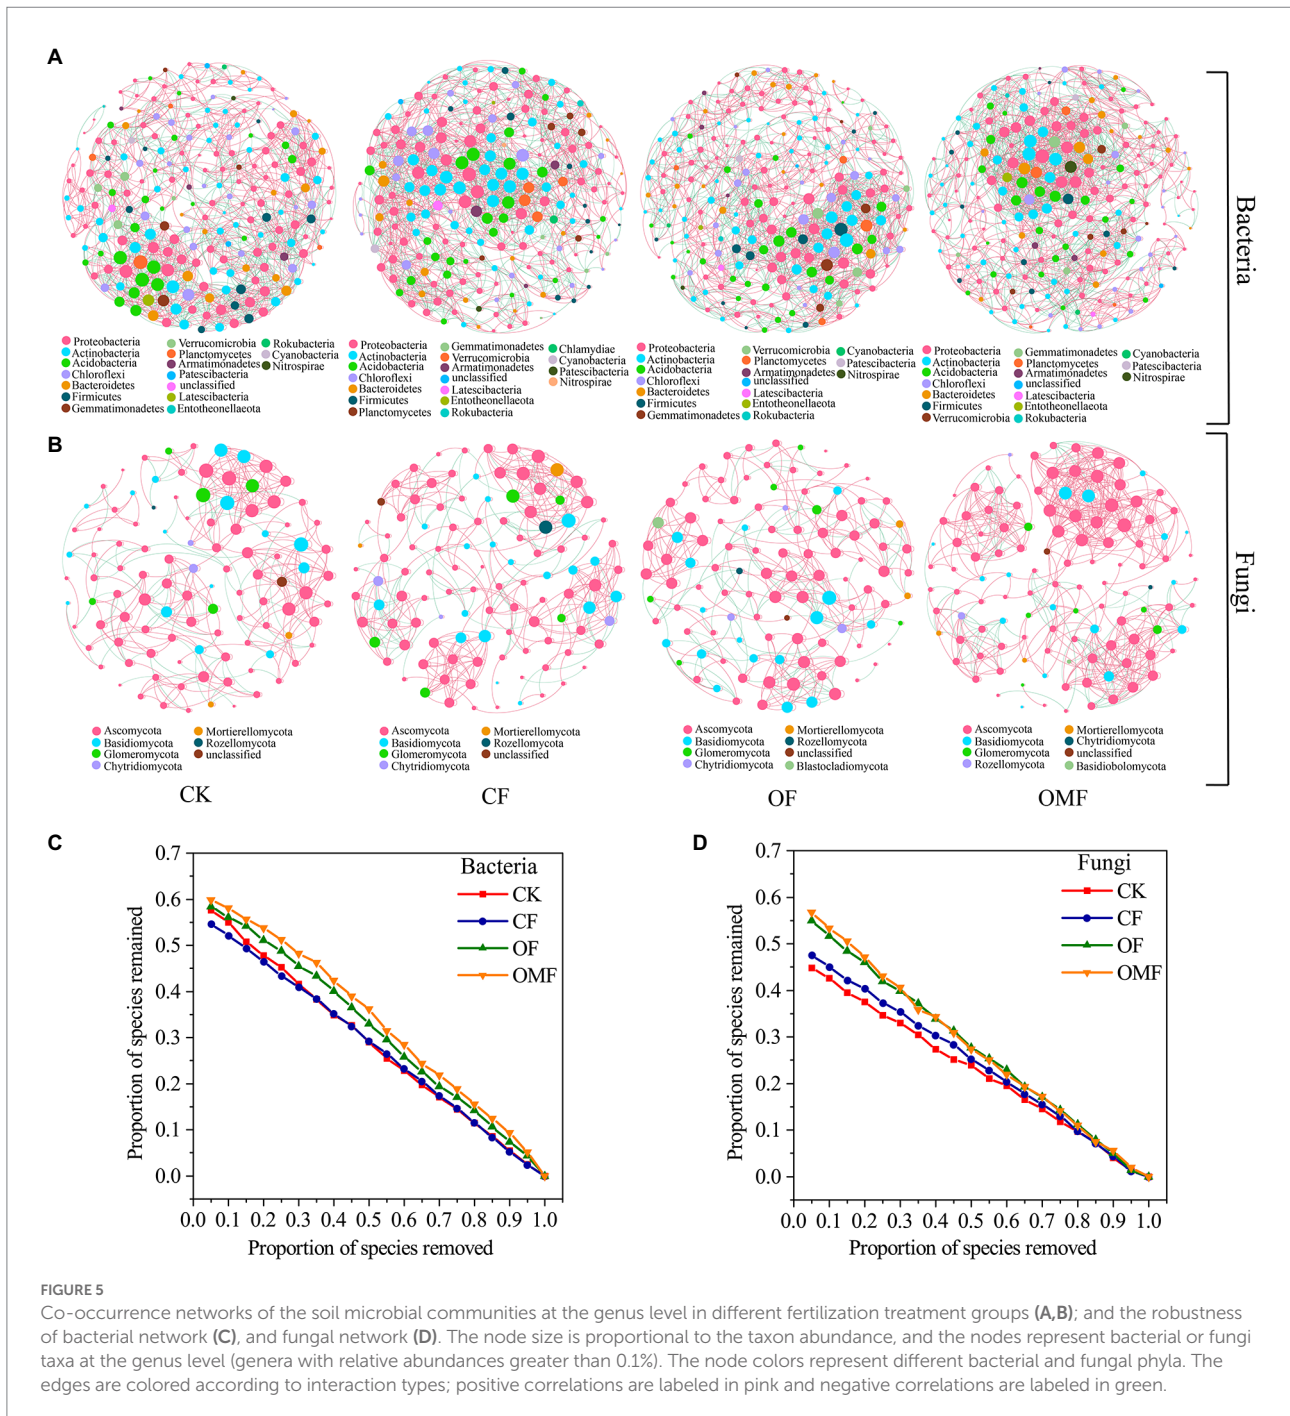 A
Bacteria
Proteobacteria
Actinobacteria
Acidobacteria
Chloroflexi
Bacteroidetes
Firmicutes
Gemmatimonadetes
Verrucomicrobia
Planctomycetes
Armatimonadetes
Patescibacteria
unclassified
Latescibacteria
Entotheonellaeota
Rokubacteria
Cyanobacteria
Nitrospirae
Proteobacteria
Actinobacteria
Acidobacteria
Chloroflexi
Bacteroidetes
Firmicutes
Planctomycetes
Gemmatimonadetes
Verrucomicrobia
Armatimonadetes
unclassified
Latescibacteria
Entotheonellaeota
Rokubacteria
Chlamydiae
Cyanobacteria
Patescibacteria
Nitrospirae
Proteobacteria
Actinobacteria
Acidobacteria
Chloroflexi
Bacteroidetes
Firmicutes
Gemmatimonadetes
Verrucomicrobia
Planctomycetes
Armatimonadetes
unclassified
Latescibacteria
Entotheonellaeota
Rokubacteria
Cyanobacteria
Patescibacteria
Nitrospirae
Proteobacteria
Actinobacteria
Acidobacteria
Chloroflexi
Bacteroidetes
Firmicutes
Verrucomicrobia
Gemmatimonadetes
Planctomycetes
Armatimonadetes
unclassified
Latescibacteria
Entotheonellaeota
Rokubacteria
Cyanobacteria
Patescibacteria
Nitrospirae
B
Fungi
Ascomycota
Basidiomycota
Glomeromycota
Chytridiomycota
Mortierellomycota
Rozellomycota
unclassified
Ascomycota
Basidiomycota
Glomeromycota
Chytridiomycota
Mortierellomycota
Rozellomycota
unclassified
Ascomycota
Basidiomycota
Glomeromycota
Chytridiomycota
Mortierellomycota
Rozellomycota
unclassified
Blastocladiomycota
Ascomycota
Basidiomycota
Glomeromycota
Rozellomycota
Mortierellomycota
Chytridiomycota
unclassified
Basidiobolomycota
CK
CF
OF
OMF
C
Bacteria
CK
CF
OF
OMF
Proportion of species remained
0.7
0.6
0.5
0.4
0.3
0.2
0.1
0.0
0.0 0.1 0.2 0.3 0.4 0.5 0.6 0.7 0.8 0.9 1.0
Proportion of species removed
D
Fungi
CK
CF
OF
OMF
Proportion of species remained
0.7
0.6
0.5
0.4
0.3
0.2
0.1
0.0
0.0 0.1 0.2 0.3 0.4 0.5 0.6 0.7 0.8 0.9 1.0
Proportion of species removed
FIGURE 5
Co-occurrence networks of the soil microbial communities at the genus level in different fertilization treatment groups (A,B); and the robustness
of bacterial network (C), and fungal network (D). The node size is proportional to the taxon abundance, and the nodes represent bacterial or fungi
taxa at the genus level (genera with relative abundances greater than 0.1%). The node colors represent different bacterial and fungal phyla. The
edges are colored according to interaction types; positive correlations are labeled in pink and negative correlations are labeled in green.